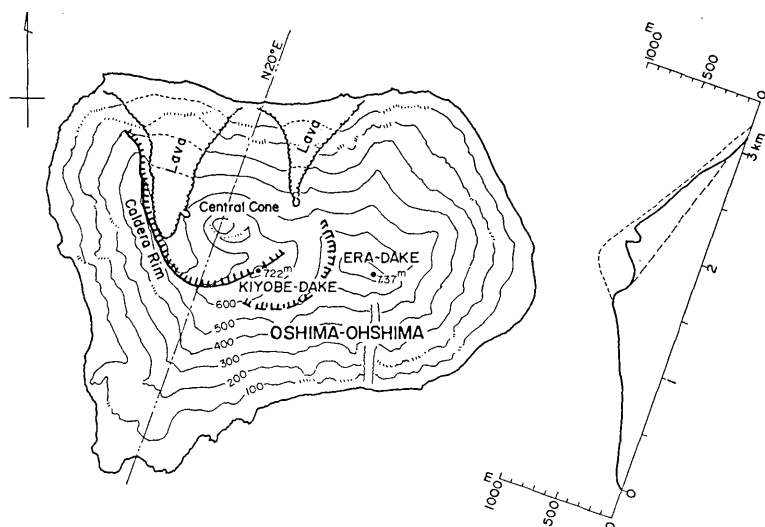 N20°E
Lava
Lava
Central Cone
Caldera Rim
722m
KIYOBE-DAKE
ERA-DAKE
737m
OSHIMA-OHSHIMA
600
500
400
300
200
100
1000
m
500
0
3 km
2
1
0
m
1000
500
0